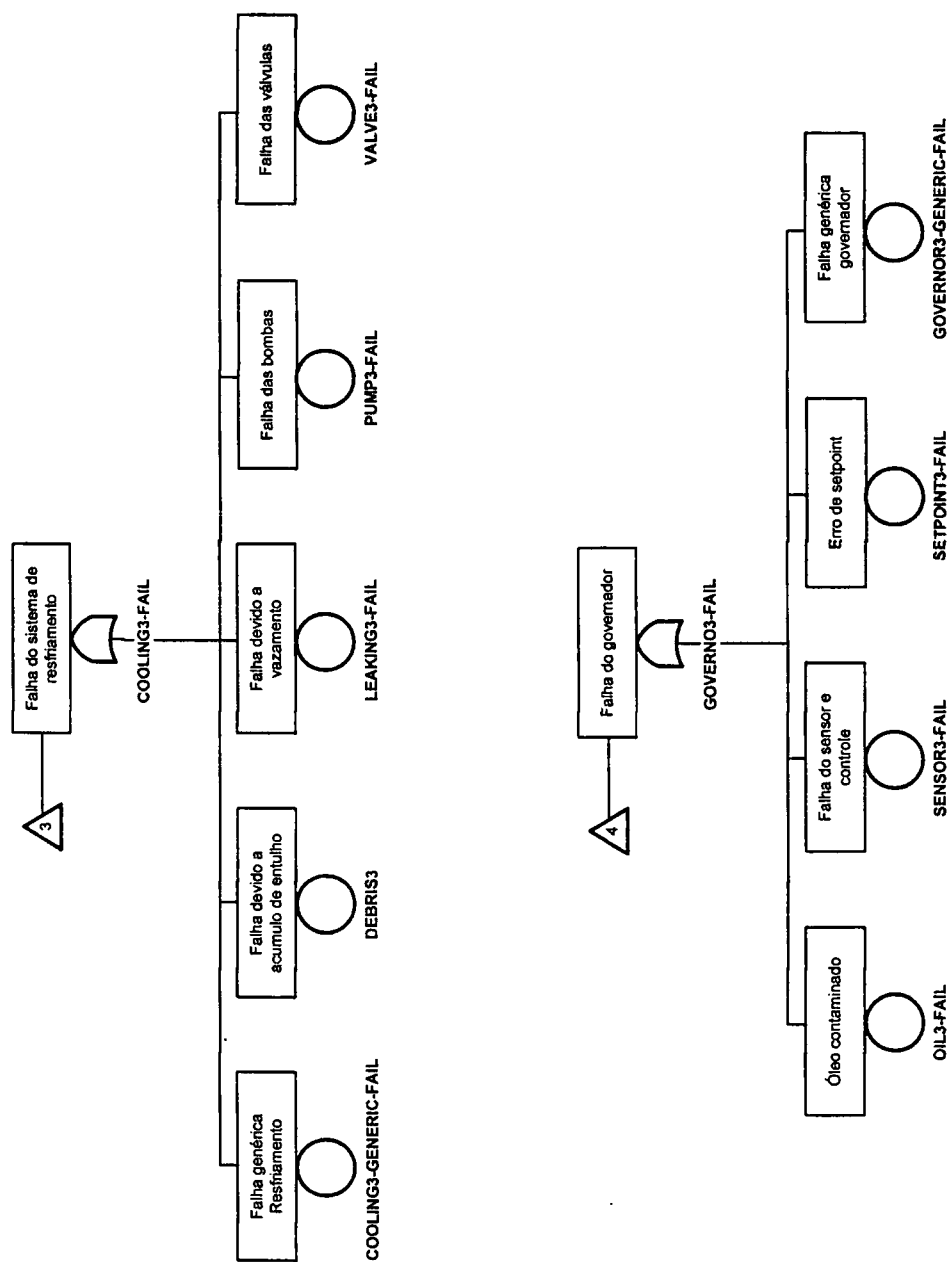 3
Falha do sistema de
resfriamento
COOLING3-FAIL
Falha genérica
Resfriamento
COOLING3-GENERIC-FAIL
Falha devido a
acumulo de entulho
DEBRIS3
Falha devido a
vazamento
LEAKING3-FAIL
Falha das bombas
PUMP3-FAIL
Falha das válvulas
VALVE3-FAIL
4
Falha do governador
GOVERNO3-FAIL
Óleo contaminado
OIL3-FAIL
Falha do sensor e
controle
SENSOR3-FAIL
Erro de setpoint
SETPOINT3-FAIL
Falha genérica
governador
GOVERNOR3-GENERIC-FAIL